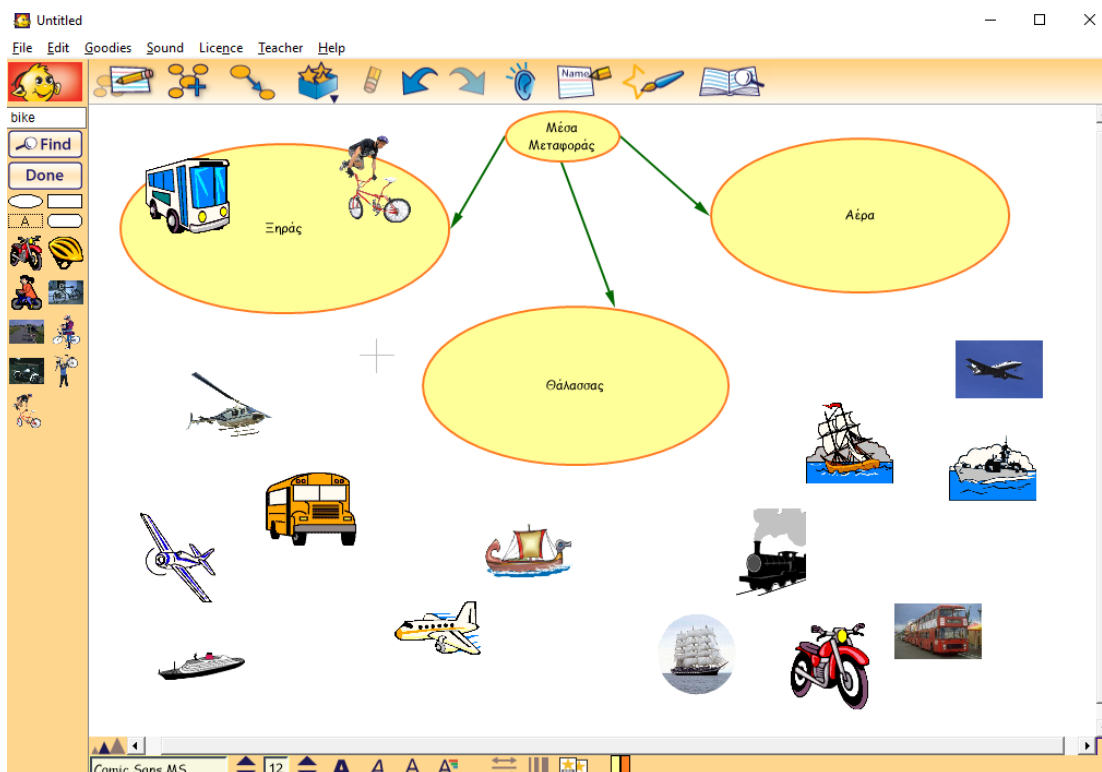 Untitled
File Edit Goodies Sound Licence Teacher Help
Name
bike
Find
Done
A
Μέσα
Μεταφοράς
Ξηράς
Αέρα
Θάλασσας
Comic Sans MS 12 A A A A